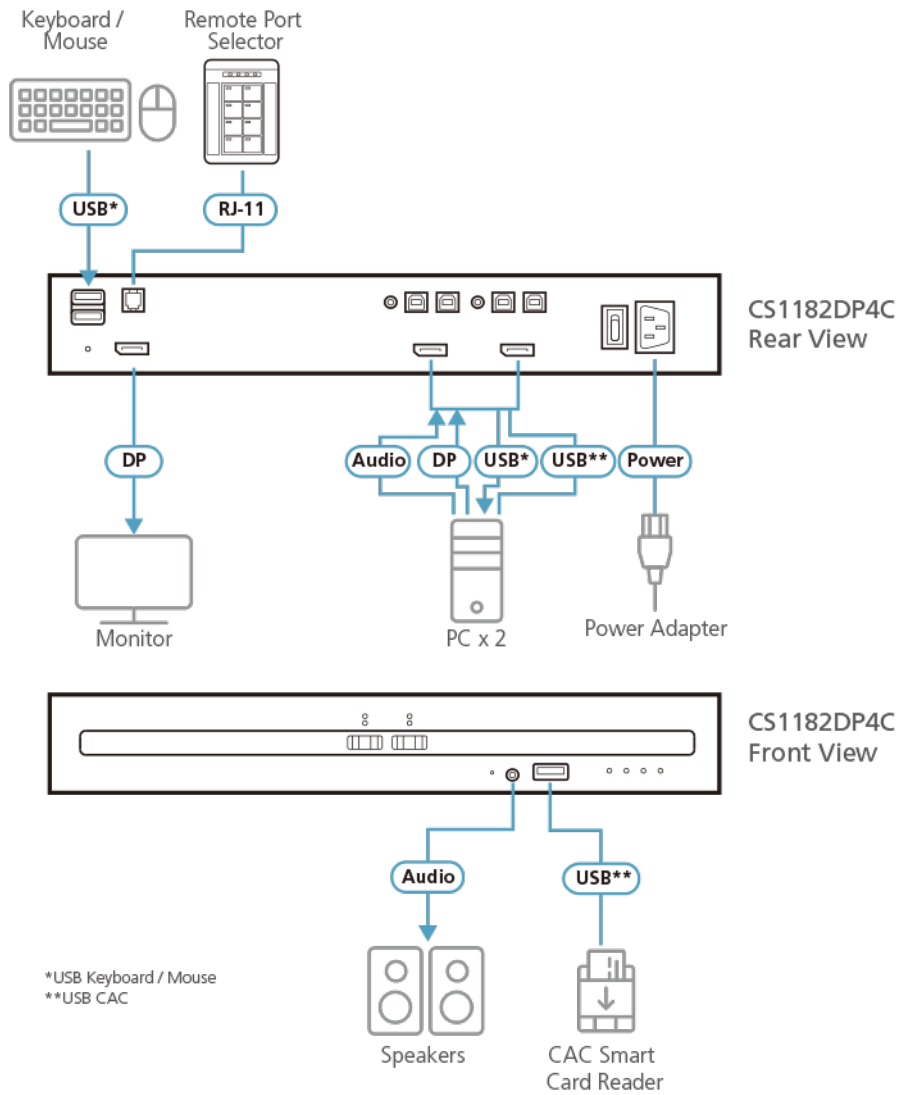 Keyboard /
Mouse
Remote Port
Selector
USB*
RJ-11
CS1182DP4C
Rear View
DP
Audio
DP
USB*
USB**
Power
Monitor
PC x 2
Power Adapter
CS1182DP4C
Front View
Audio
USB**
*USB Keyboard / Mouse
**USB CAC
Speakers
CAC Smart
Card Reader